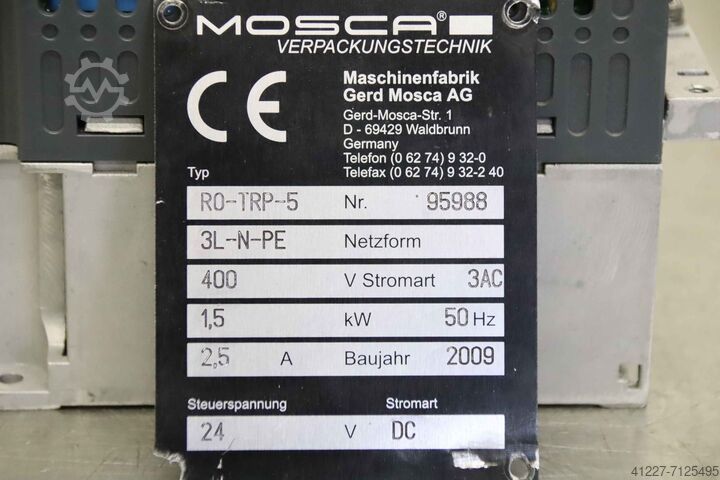 MOSCA®
VERPACKUNGSTECHNIK
CE
Maschinenfabrik
Gerd Mosca AG
Gerd-Mosca-Str. 1
D - 69429 Waldbrunn
Germany
Telefon (0 62 74) 9 32-0
Telefax (0 62 74) 9 32-2 40
Typ
RO-TRP-5 Nr. 95988
3L-N-PE Netzform
400 V Stromart 3AC
1,5 kW 50 Hz
2,5 A Baujahr 2009
Steuerspannung Stromart
24 V DC
41227-7125495